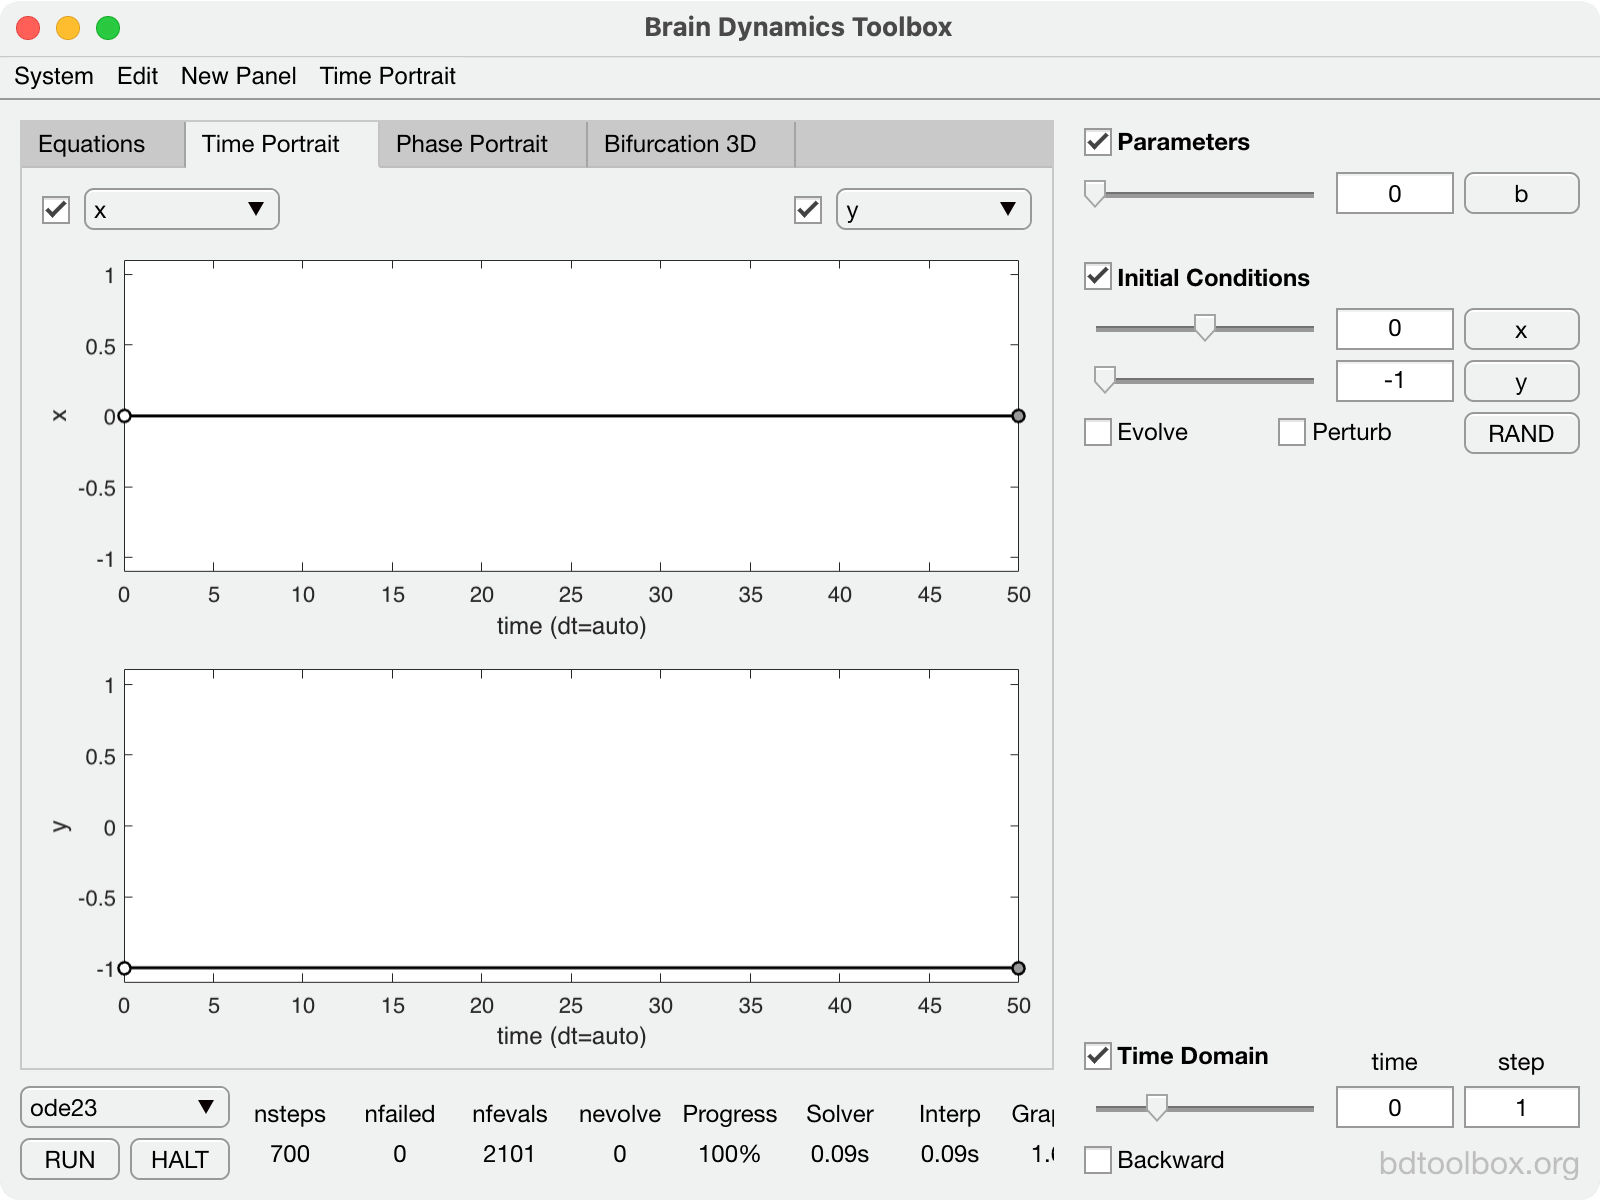 Brain Dynamics Toolbox
System Edit New Panel Time Portrait
Equations Time Portrait Phase Portrait Bifurcation 3D
x y
1
0.5
0
-0.5
-1
x
0 5 10 15 20 25 30 35 40 45 50
time (dt=auto)
1
0.5
0
-0.5
-1
y
0 5 10 15 20 25 30 35 40 45 50
time (dt=auto)
Parameters
0 b
Initial Conditions
0 x
-1 y
Evolve Perturb RAND
Time Domain time step
0 1
Backward
ode23 nsteps nfailed nfevals nevolve Progress Solver Interp
RUN HALT 700 0 2101 0 100% 0.09s 0.09s
bdtoolbox.org